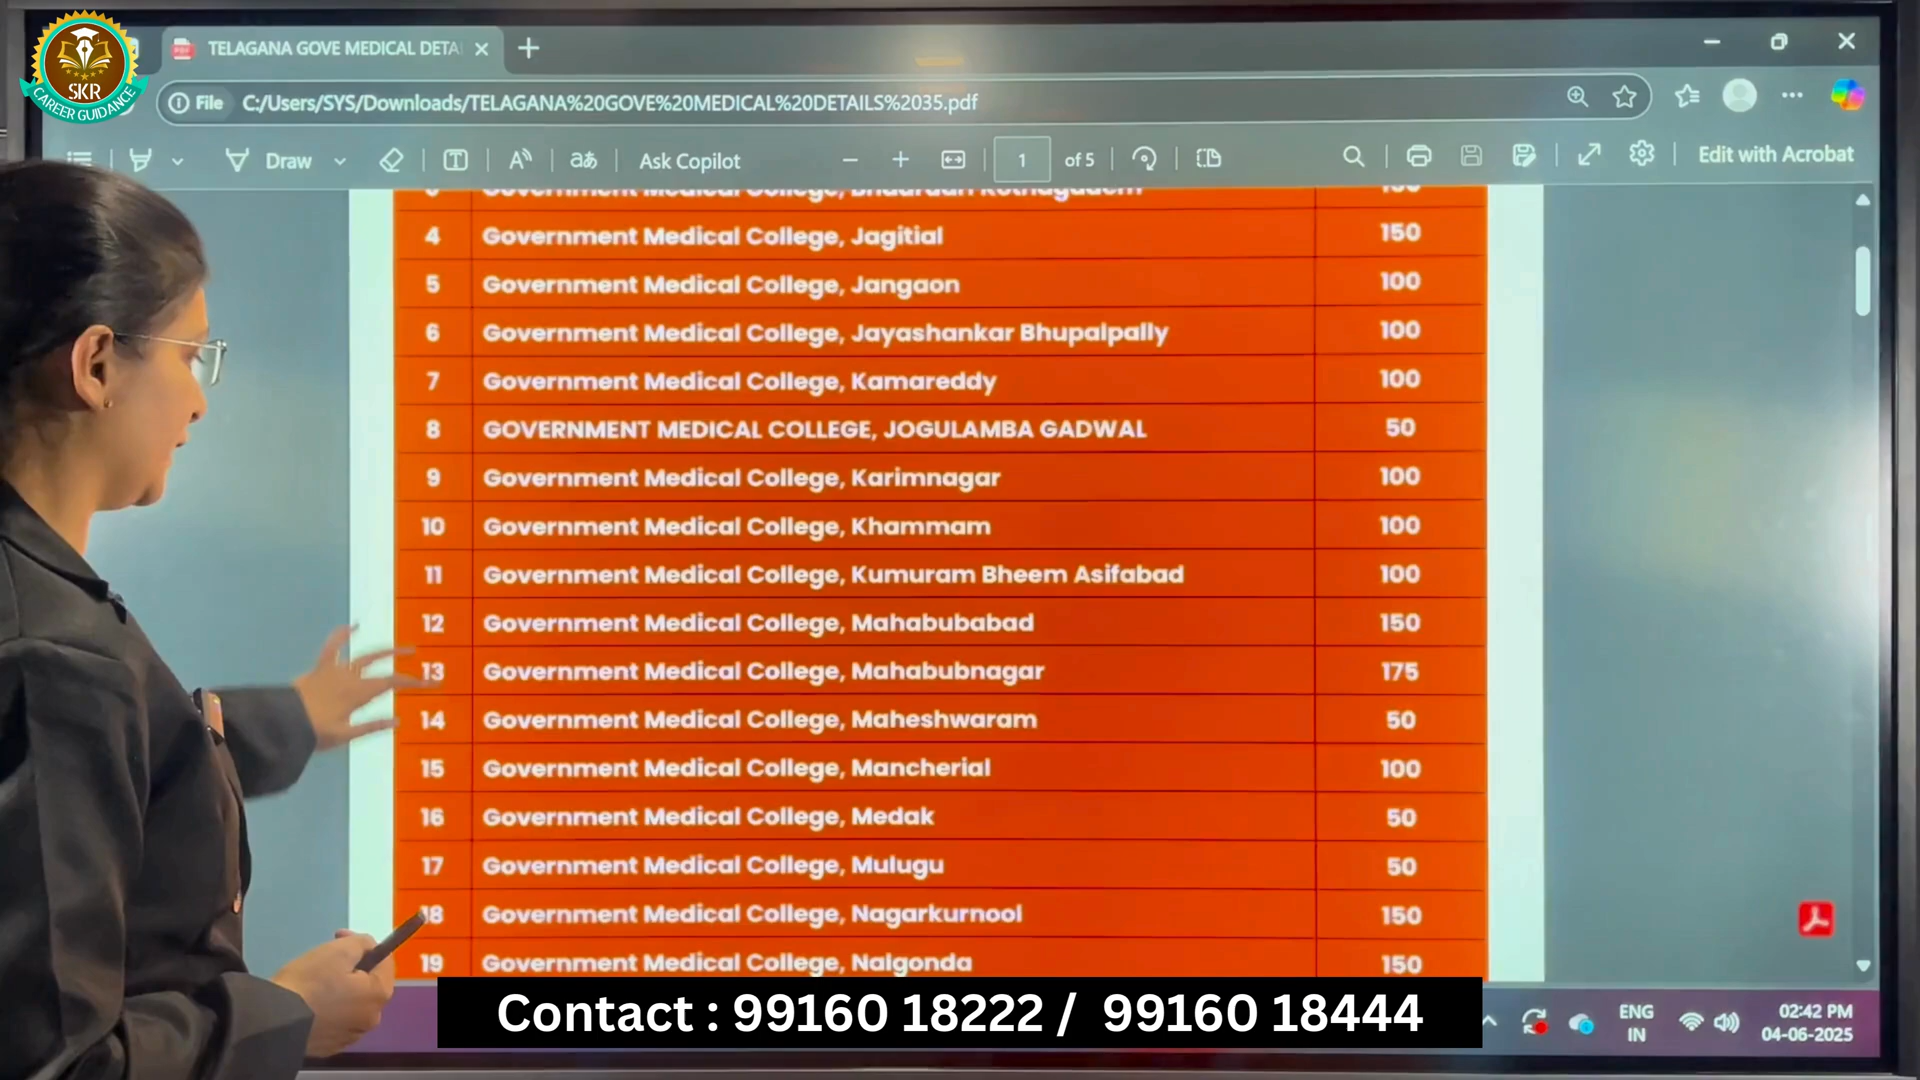 SKR
CAREER GUIDANCE
TELAGANA GOVE MEDICAL DETA
File C:/Users/SYS/Downloads/TELAGANA%20GOVE%20MEDICAL%20DETAILS%2035.pdf
Draw aあ Ask Copilot 1 of 5 Edit with Acrobat
Government Medical College, Bhadradri Kothagudem
4 Government Medical College, Jagitial 150
5 Government Medical College, Jangaon 100
6 Government Medical College, Jayashankar Bhupalpally 100
7 Government Medical College, Kamareddy 100
8 GOVERNMENT MEDICAL COLLEGE, JOGULAMBA GADWAL 50
9 Government Medical College, Karimnagar 100
10 Government Medical College, Khammam 100
11 Government Medical College, Kumuram Bheem Asifabad 100
12 Government Medical College, Mahabubabad 150
13 Government Medical College, Mahabubnagar 175
14 Government Medical College, Maheshwaram 50
15 Government Medical College, Mancherial 100
16 Government Medical College, Medak 50
17 Government Medical College, Mulugu 50
18 Government Medical College, Nagarkurnool 150
19 Government Medical College, Nalgonda 150
Contact : 99160 18222 / 99160 18444
ENG
IN
02:42 PM
04-06-2025